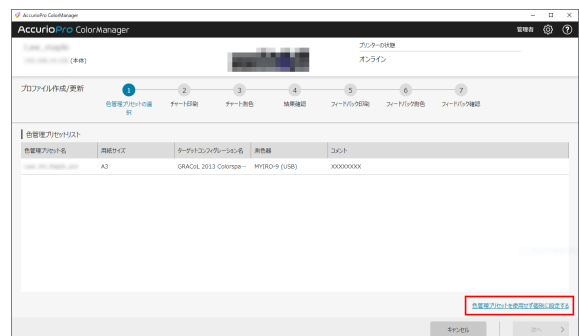 AccurioPro ColorManager
AccurioPro ColorManager 管理者
(本体)
プリンターの状態
オンライン
プロファイル作成/更新
1 2 3 4 5 6 7
色管理プリセットの選択 チャート印刷 チャート測色 結果確認 フィードバック印刷 フィードバック測色 フィードバック確認
色管理プリセットリスト
色管理プリセット名 用紙サイズ ターゲットコンフィグレーション名 測色器 コメント
A3 GRACoL 2013 Colorspa… MYIRO-9 (USB) XXXXXXXX
色管理プリセットを使用せず個別に設定する
キャンセル 次へ